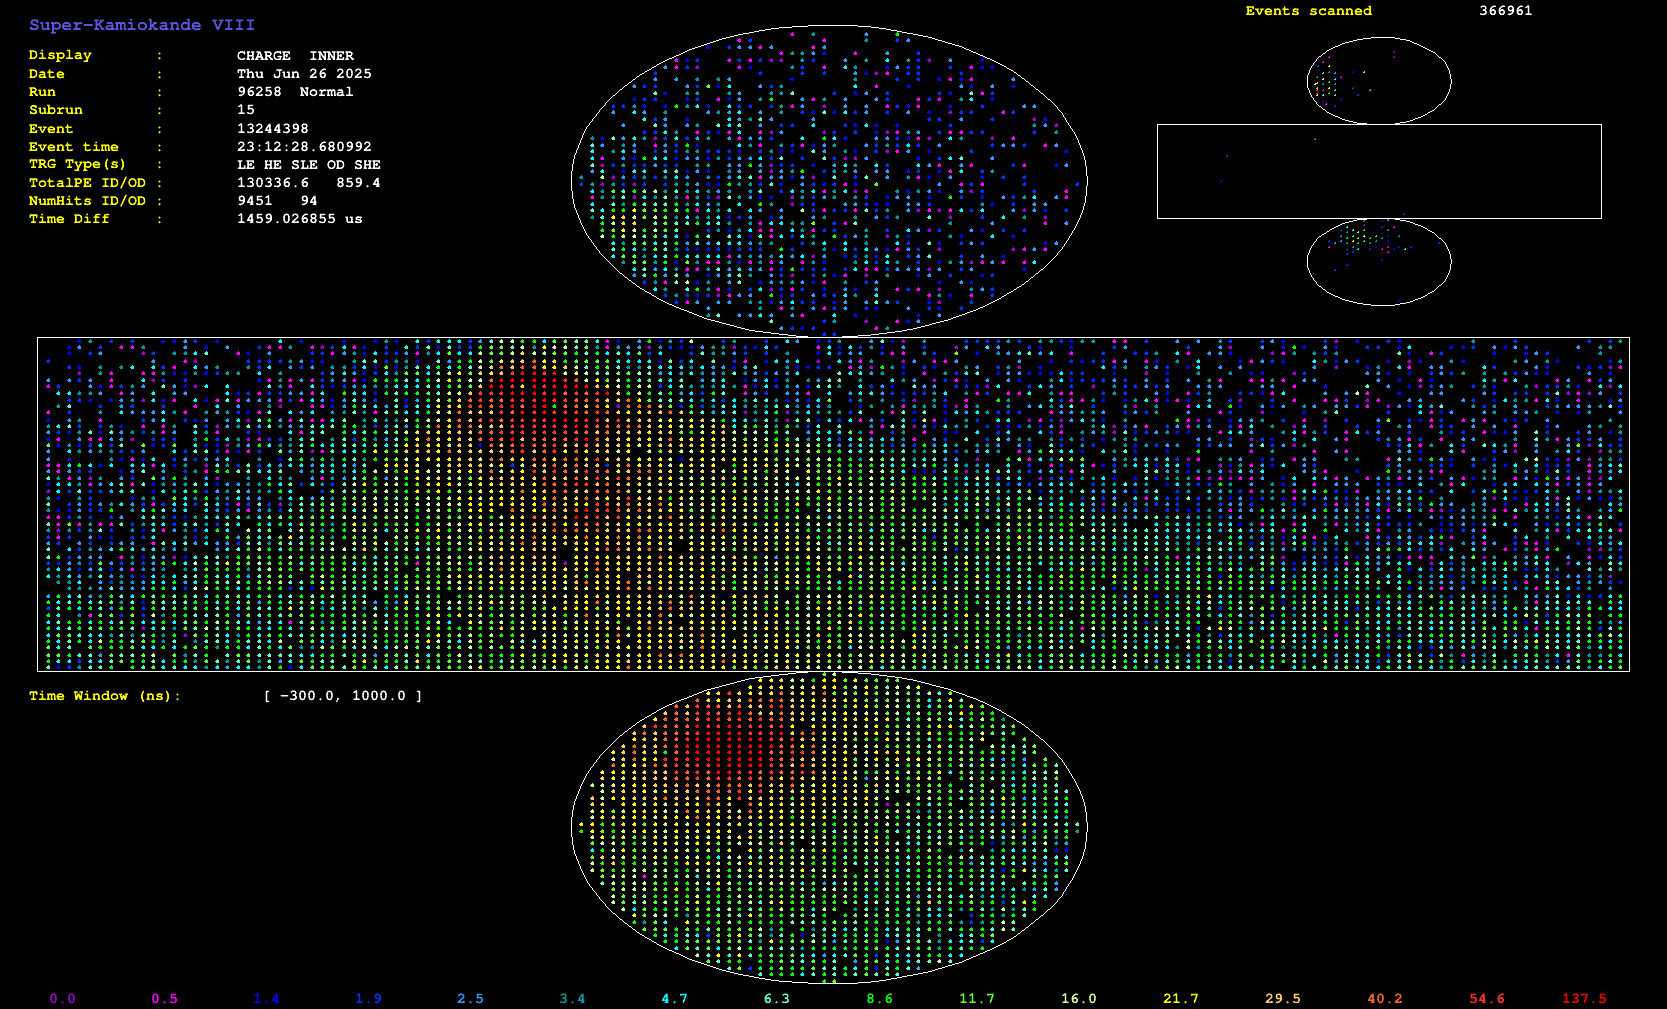 Super-Kamiokande VIII
Events scanned 366961
Display : CHARGE INNER
Date : Thu Jun 26 2025
Run : 96258 Normal
Subrun : 15
Event : 13244398
Event time : 23:12:28.680992
TRG Type(s) : LE HE SLE OD SHE
TotalPE ID/OD : 130336.6 859.4
NumHits ID/OD : 9451 94
Time Diff : 1459.026855 us
Time Window (ns): [ -300.0, 1000.0 ]
0.0 0.5 1.4 1.9 2.5 3.4 4.7 6.3 8.6 11.7 16.0 21.7 29.5 40.2 54.6 137.5